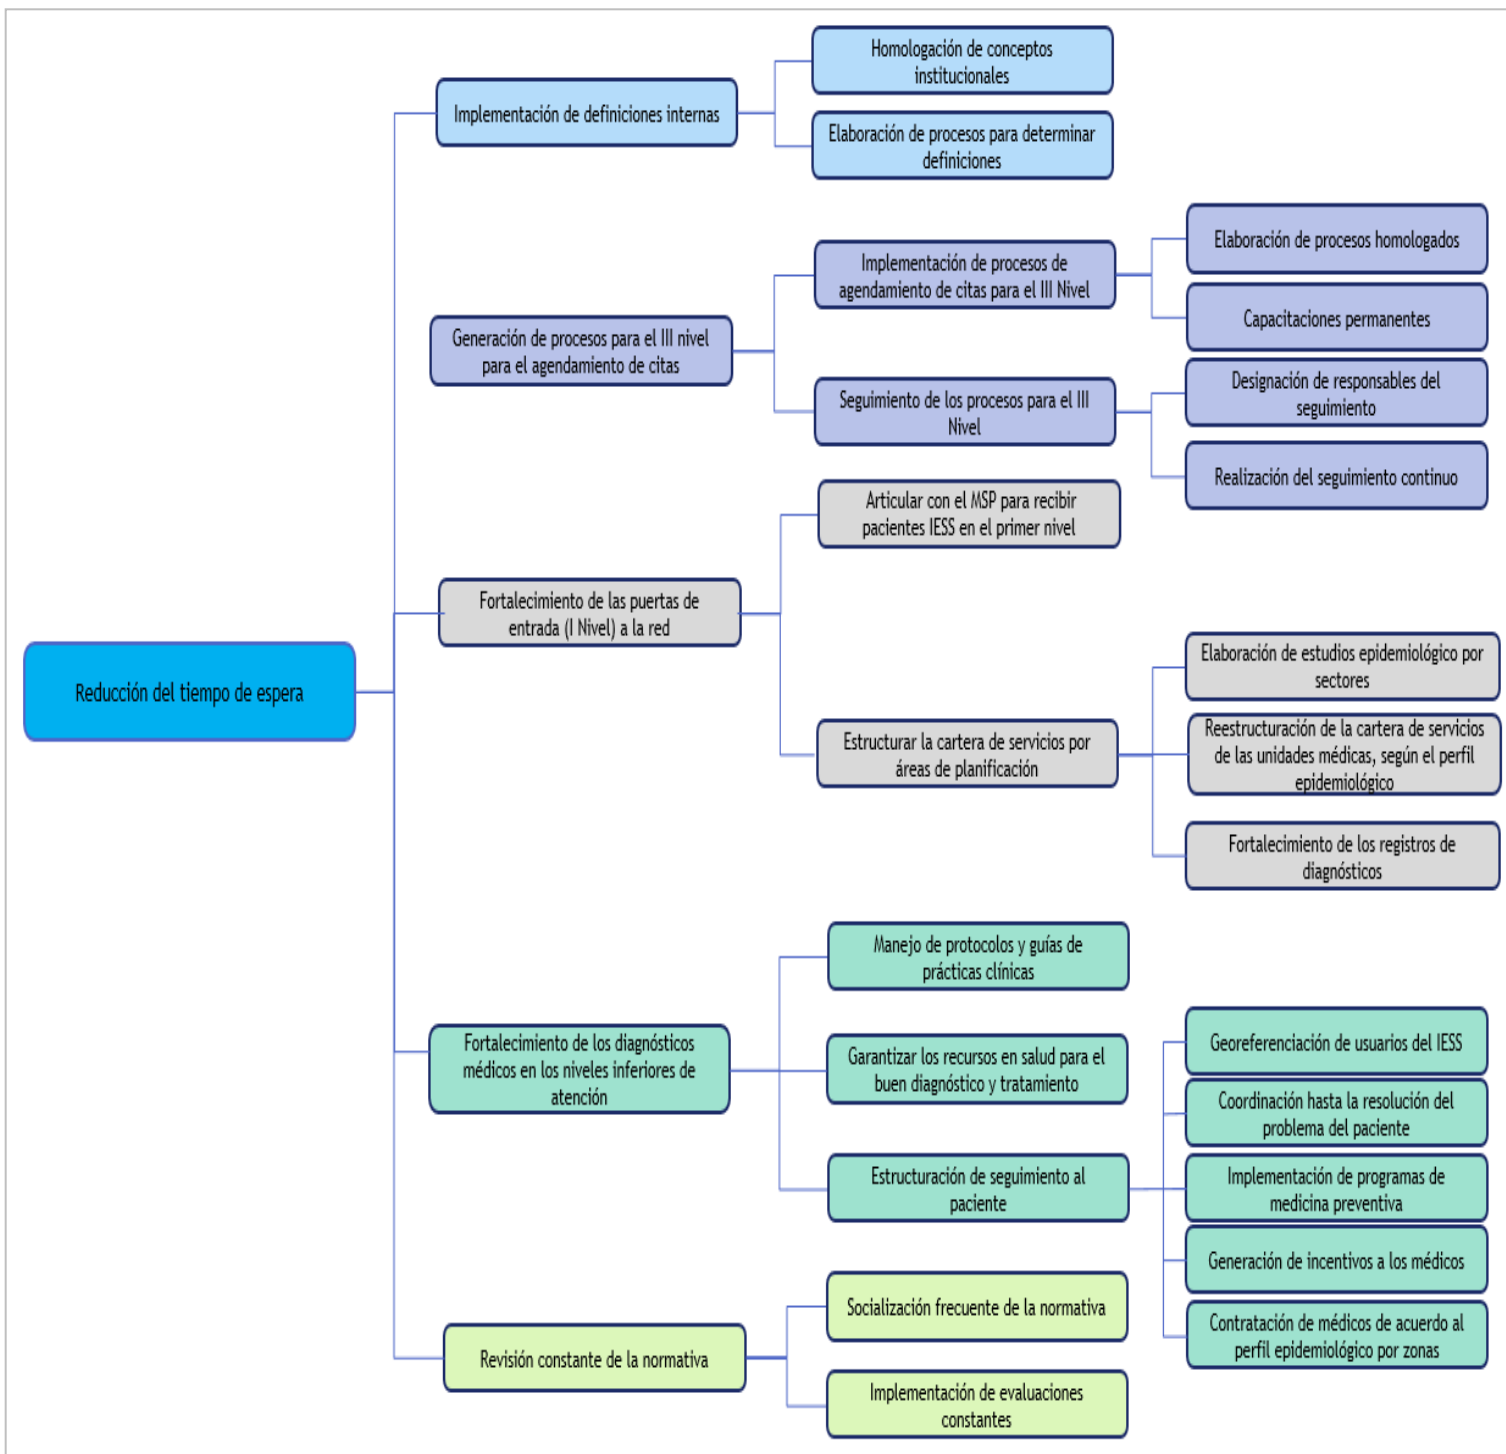 Reducción del tiempo de espera
Implementación de definiciones internas
Homologación de conceptos
institucionales
Elaboración de procesos para determinar
definiciones
Generación de procesos para el III nivel
para el agendamiento de citas
Implementación de procesos de
agendamiento de citas para el III Nivel
Elaboración de procesos homologados
Capacitaciones permanentes
Seguimiento de los procesos para el III
Nivel
Designación de responsables del
seguimiento
Realización del seguimiento continuo
Fortalecimiento de las puertas de
entrada (I Nivel) a la red
Articular con el MSP para recibir
pacientes IESS en el primer nivel
Estructurar la cartera de servicios por
áreas de planificación
Elaboración de estudios epidemiológico por
sectores
Reestructuración de la cartera de servicios
de las unidades médicas, según el perfil
epidemiológico
Fortalecimiento de los registros de
diagnósticos
Fortalecimiento de los diagnósticos
médicos en los niveles inferiores de
atención
Manejo de protocolos y guías de
prácticas clínicas
Garantizar los recursos en salud para el
buen diagnóstico y tratamiento
Estructuración de seguimiento al
paciente
Georeferenciación de usuarios del IESS
Coordinación hasta la resolución del
problema del paciente
Implementación de programas de
medicina preventiva
Generación de incentivos a los médicos
Contratación de médicos de acuerdo al
perfil epidemiológico por zonas
Revisión constante de la normativa
Socialización frecuente de la normativa
Implementación de evaluaciones
constantes